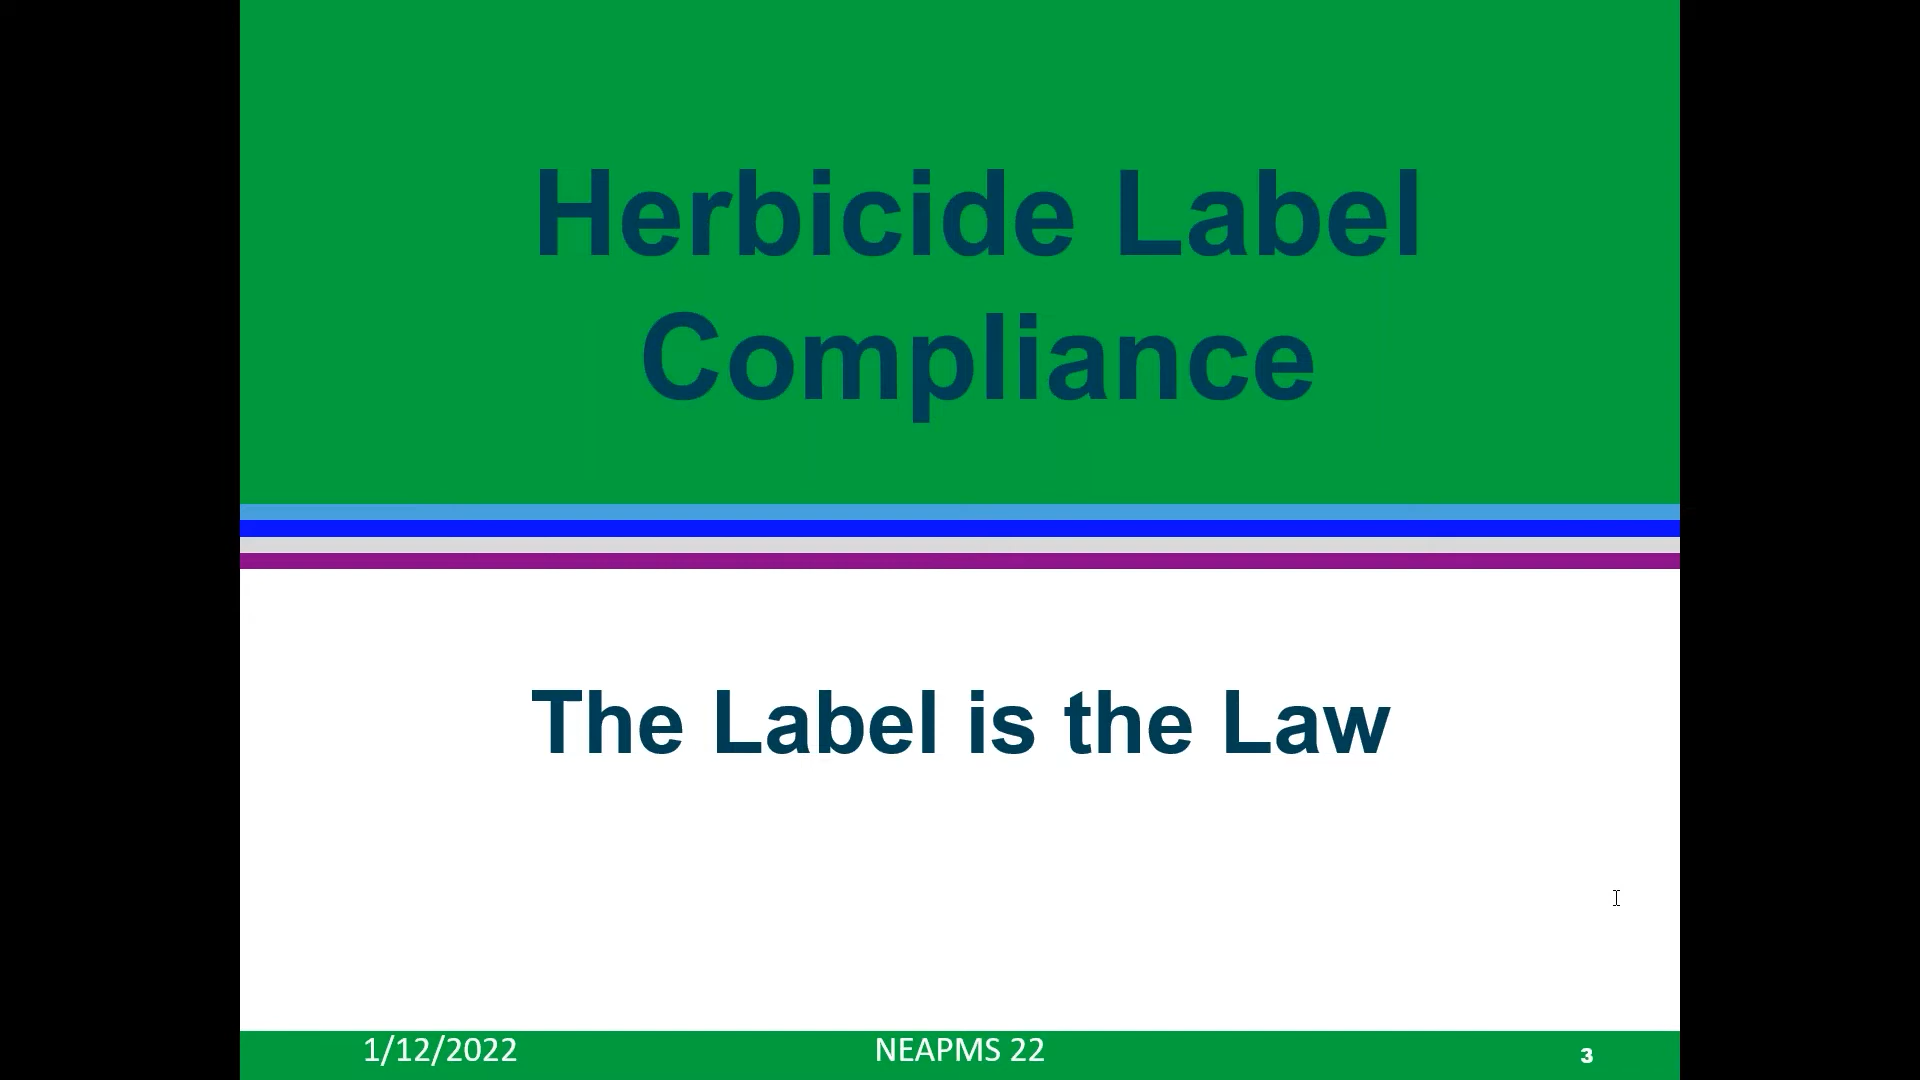 Herbicide Label
Compliance
The Label is the Law
1/12/2022
NEAPMS 22
3